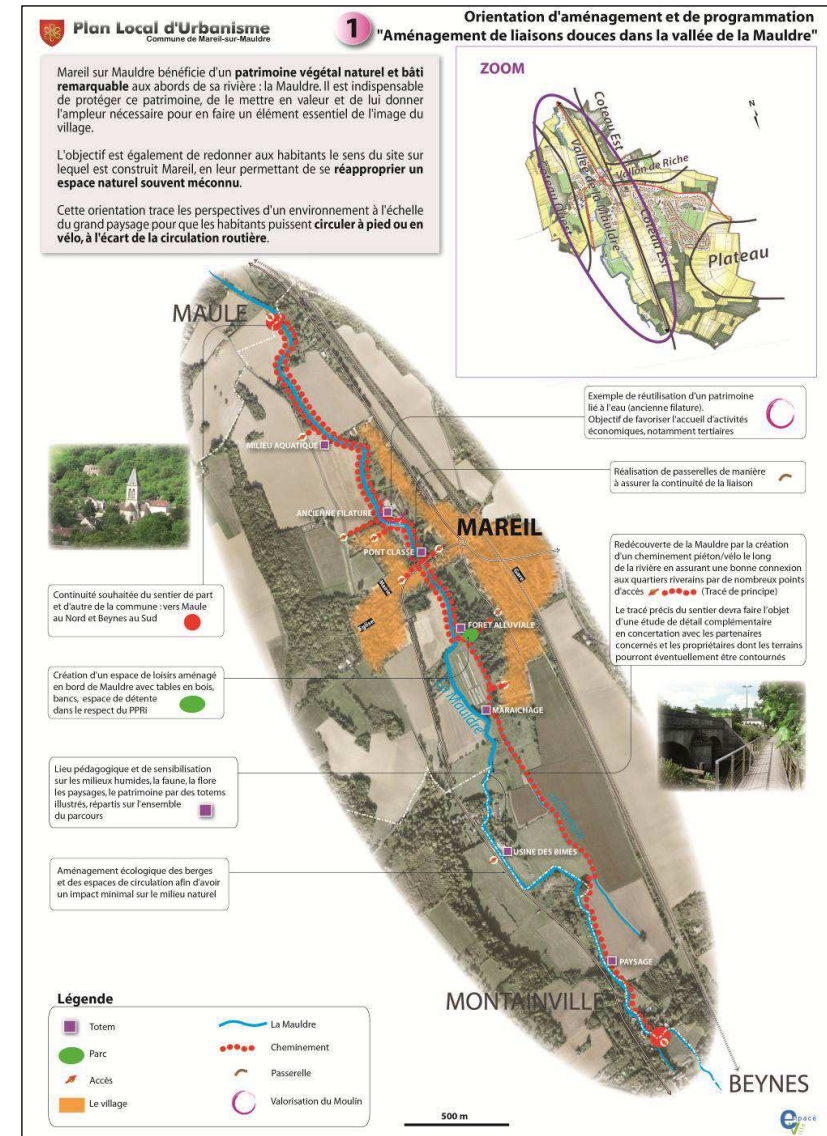 Plan Local d'Urbanisme
Commune de Mareil-sur-Mauldre
1
Orientation d'aménagement et de programmation
"Aménagement de liaisons douces dans la vallée de la Mauldre"
Mareil sur Mauldre bénéficie d'un patrimoine végétal naturel et bâti
remarquable aux abords de sa rivière : la Mauldre. Il est indispensable
de protéger ce patrimoine, de le mettre en valeur et de lui donner
l'ampleur nécessaire pour en faire un élément essentiel de l'image du
village.
L'objectif est également de redonner aux habitants le sens du site sur
lequel est construit Mareil, en leur permettant de se réapproprier un
espace naturel souvent méconnu.
Cette orientation trace les perspectives d'un environnement à l'échelle
du grand paysage pour que les habitants puissent circuler à pied ou en
vélo, à l'écart de la circulation routière.
ZOOM
N
Coteau Est
Vallon de Riche
Coteau Ouest
Vallée de la Mauldre
Coteau Est
Plateau
MAULE
Exemple de réutilisation d'un patrimoine
lié à l'eau (ancienne filature).
Objectif de favoriser l'accueil d'activités
économiques, notamment tertiaires
MILIEU AQUATIQUE
Réalisation de passerelles de manière
à assurer la continuité de la liaison
ANCIENNE FILATURE
MAREIL
PONT CLASSE
Redécouverte de la Mauldre par la création
d'un cheminement piéton/vélo le long
de la rivière en assurant une bonne connexion
aux quartiers riverains par de nombreux points
d'accès (Tracé de principe)
Le tracé précis du sentier devra faire l'objet
d'une étude de détail complémentaire
en concertation avec les partenaires
concernés et les propriétaires dont les terrains
pourront éventuellement être contournés
Gare
Mairie
Eglise
Continuité souhaitée du sentier de part
et d'autre de la commune : vers Maule
au Nord et Beynes au Sud
FORET ALLUVIALE
Création d'un espace de loisirs aménagé
en bord de Mauldre avec tables en bois,
bancs, espace de détente
dans le respect du PPRi
La Mauldre
MARAICHAGE
Lieu pédagogique et de sensibilisation
sur les milieux humides, la faune, la flore
les paysages, le patrimoine par des totems
illustrés, répartis sur l'ensemble
du parcours
USINE DES BIMES
Aménagement écologique des berges
et des espaces de circulation afin d'avoir
un impact minimal sur le milieu naturel
PAYSAGE
MONTAINVILLE
BEYNES
Légende
Totem
Parc
Accès
Le village
La Mauldre
Cheminement
Passerelle
Valorisation du Moulin
500 m